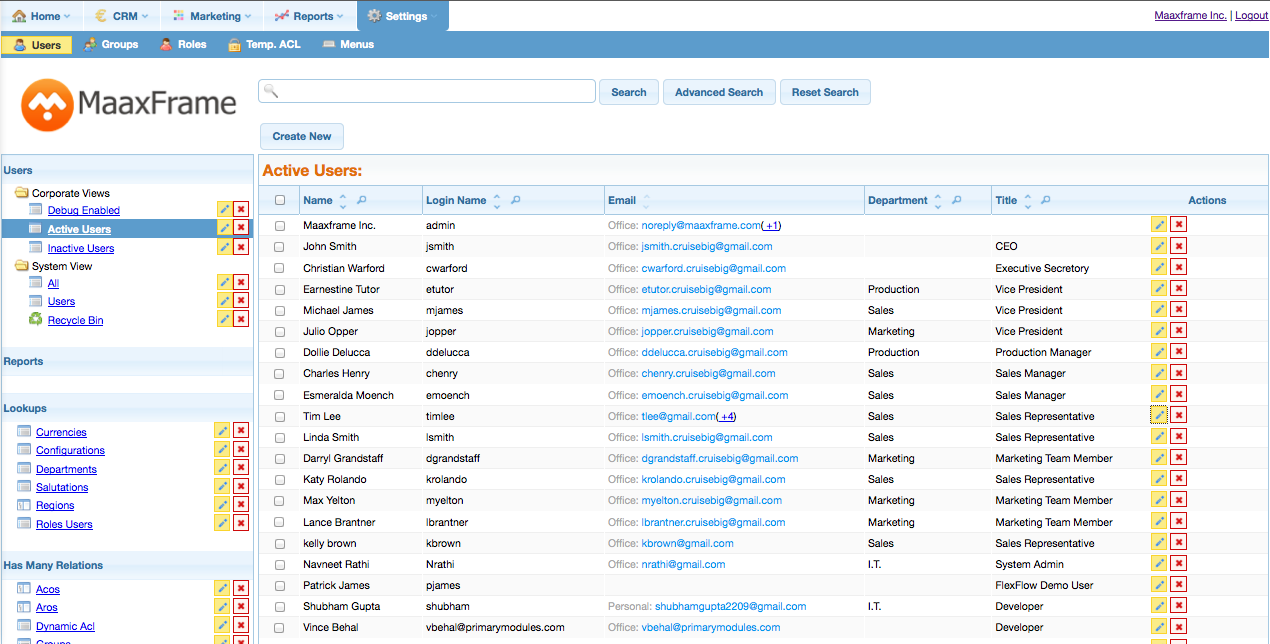 Home CRM Marketing Reports Settings Maaxframe Inc. | Logout
Users Groups Roles Temp. ACL Menus
MaaxFrame
Search Advanced Search Reset Search
Create New
Users
Corporate Views
Debug Enabled
Active Users
Inactive Users
System View
All
Users
Recycle Bin
Reports
Lookups
Currencies
Configurations
Departments
Salutations
Regions
Roles Users
Has Many Relations
Acos
Aros
Dynamic Acl
Groups
Active Users:
Name Login Name Email Department Title Actions
Maaxframe Inc. admin Office: noreply@maaxframe.com( +1)
John Smith jsmith Office: jsmith.cruisebig@gmail.com CEO
Christian Warford cwarford Office: cwarford.cruisebig@gmail.com Executive Secretory
Earnestine Tutor etutor Office: etutor.cruisebig@gmail.com Production Vice President
Michael James mjames Office: mjames.cruisebig@gmail.com Sales Vice President
Julio Opper jopper Office: jopper.cruisebig@gmail.com Marketing Vice President
Dollie Delucca ddelucca Office: ddelucca.cruisebig@gmail.com Production Production Manager
Charles Henry chenry Office: chenry.cruisebig@gmail.com Sales Sales Manager
Esmeralda Moench emoench Office: emoench.cruisebig@gmail.com Sales Sales Manager
Tim Lee timlee Office: tlee@gmail.com( +4) Sales Sales Representative
Linda Smith lsmith Office: lsmith.cruisebig@gmail.com Sales Sales Representative
Darryl Grandstaff dgrandstaff Office: dgrandstaff.cruisebig@gmail.com Marketing Marketing Team Member
Katy Rolando krolando Office: krolando.cruisebig@gmail.com Sales Sales Representative
Max Yelton myelton Office: myelton.cruisebig@gmail.com Marketing Marketing Team Member
Lance Brantner lbrantner Office: lbrantner.cruisebig@gmail.com Marketing Marketing Team Member
kelly brown kbrown Office: kbrown@gmail.com Sales Sales Representative
Navneet Rathi Nrathi Office: nrathi@gmail.com I.T. System Admin
Patrick James pjames FlexFlow Demo User
Shubham Gupta shubham Personal: shubhamgupta2209@gmail.com I.T. Developer
Vince Behal vbehal@primarymodules.com Office: vbehal@primarymodules.com Developer